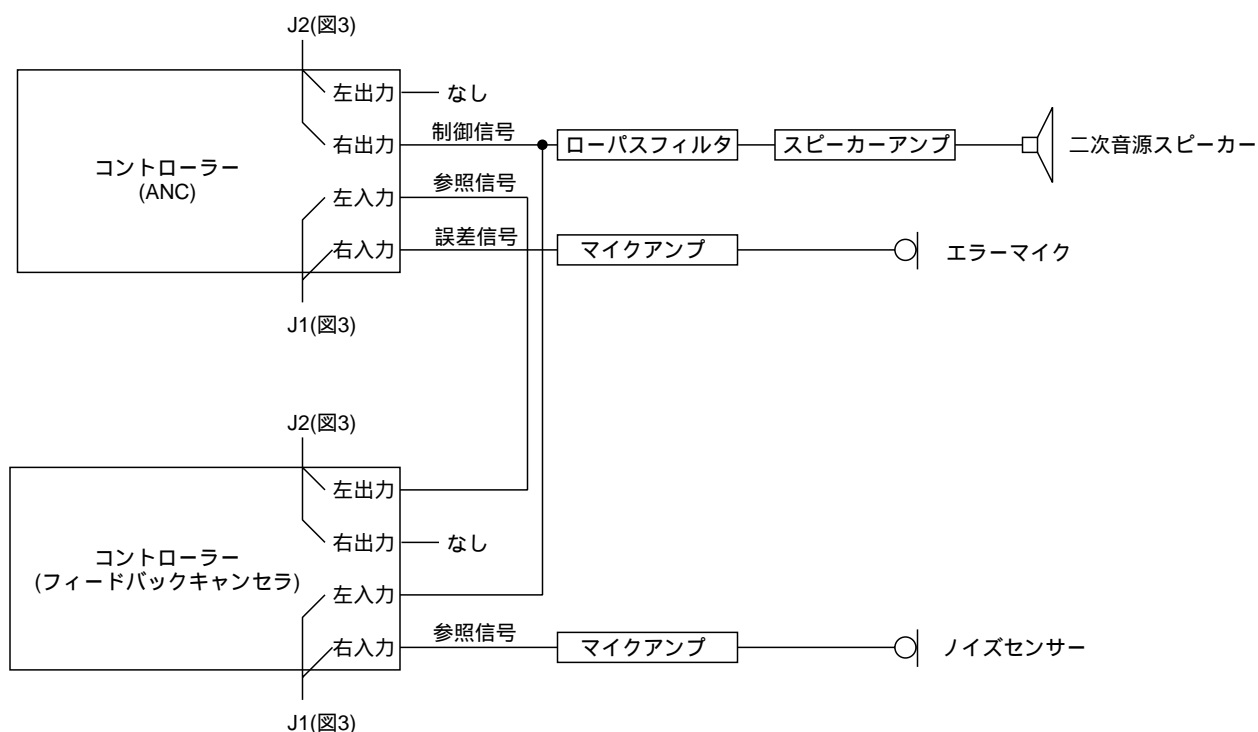 J2(図3)
左出力
なし
制御信号
右出力
ローパスフィルタ
スピーカーアンプ
二次音源スピーカー
コントローラー
(ANC)
参照信号
左入力
誤差信号
右入力
マイクアンプ
エラーマイク
J1(図3)
J2(図3)
左出力
右出力
なし
コントローラー
(フィードバックキャンセラ)
左入力
参照信号
右入力
マイクアンプ
ノイズセンサー
J1(図3)